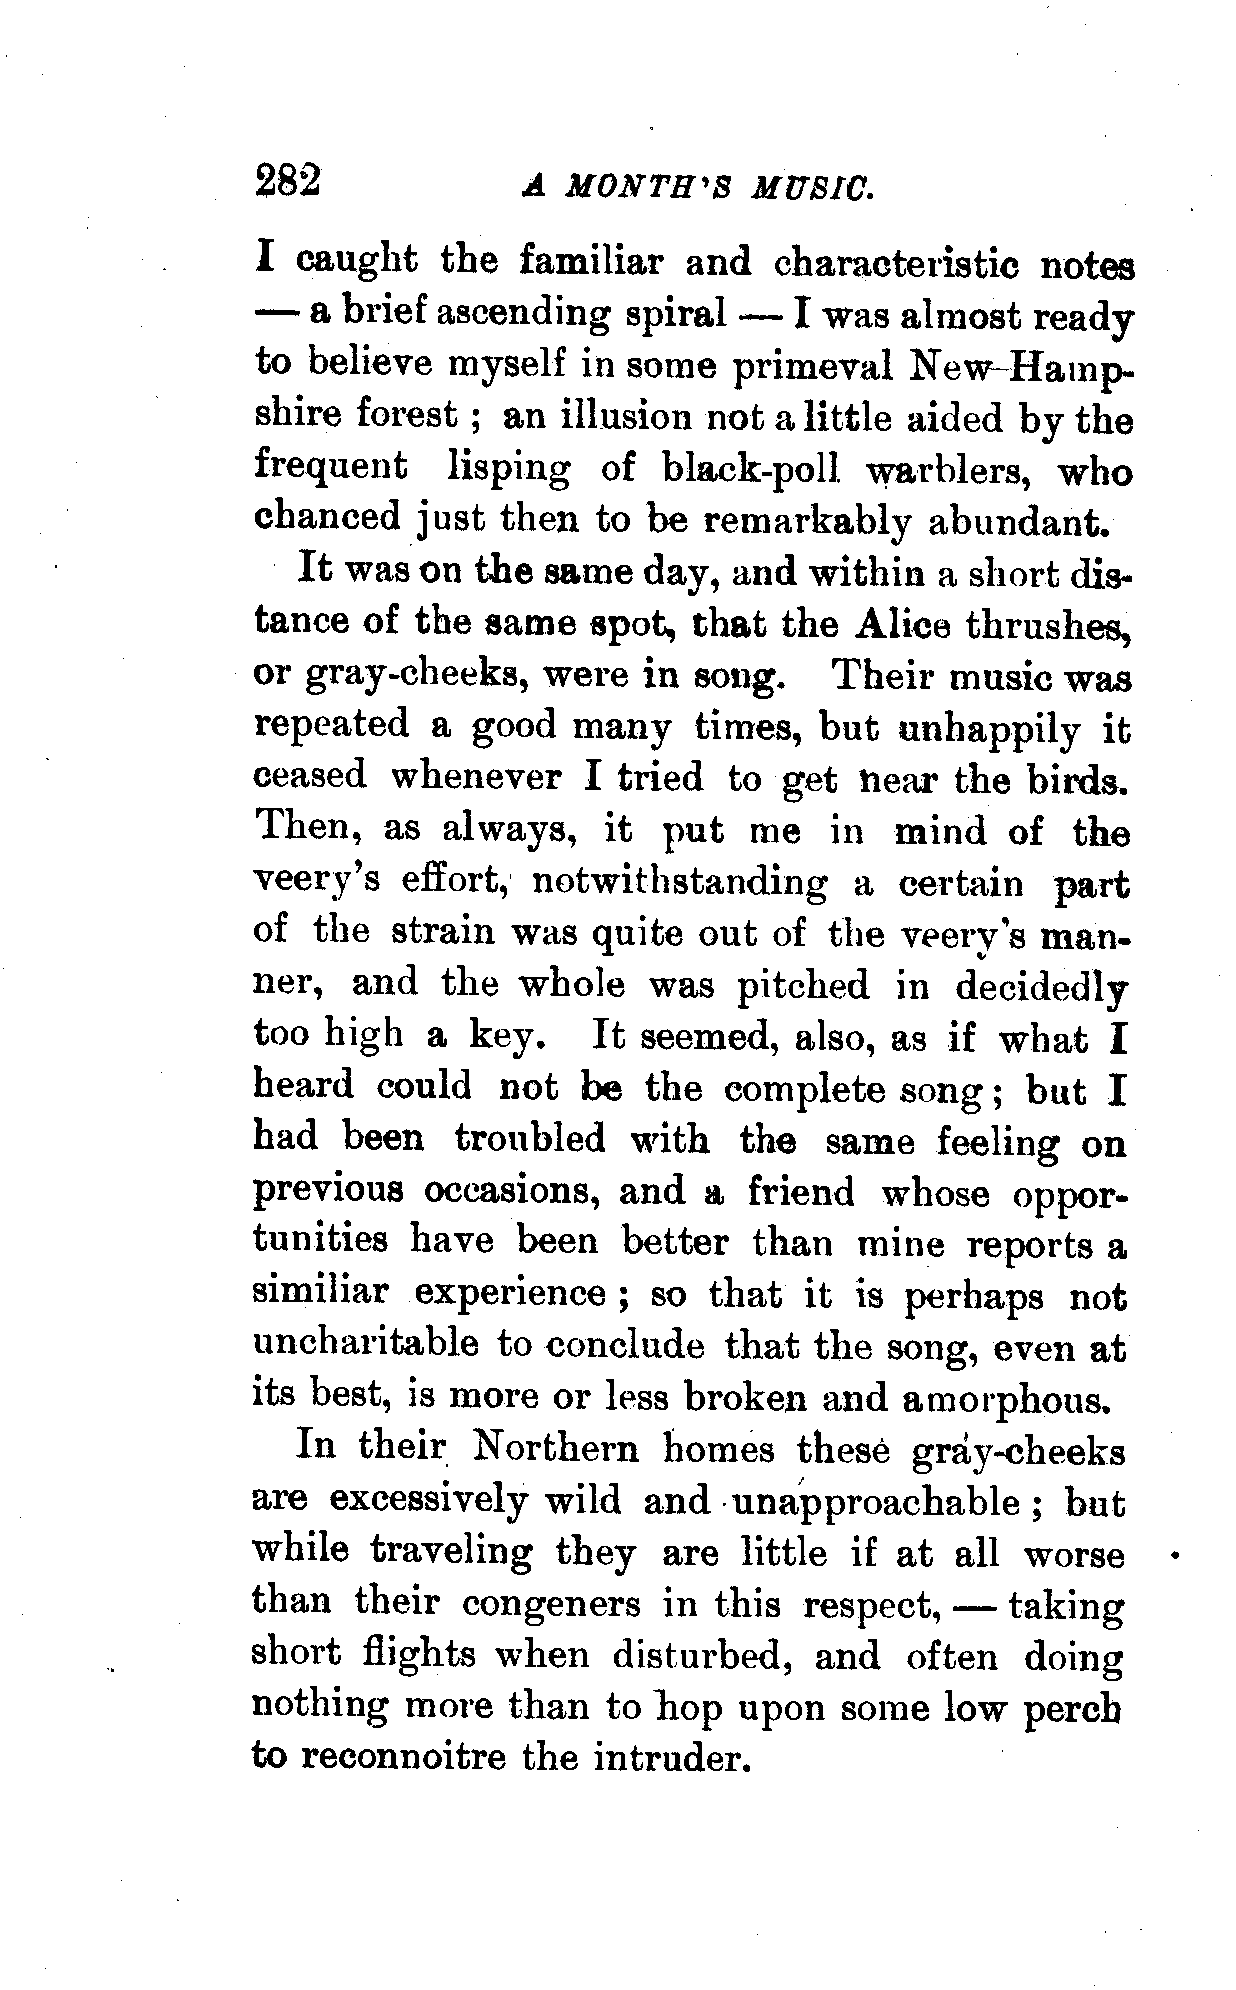 282 A MONTH'S MUSIC.
I caught the familiar and characteristic notes
— a brief ascending spiral — I was almost ready
to believe myself in some primeval New-Hamp-
shire forest ; an illusion not a little aided by the
frequent lisping of black-poll warblers, who
chanced just then to be remarkably abundant.
It was on the same day, and within a short dis-
tance of the same spot, that the Alice thrushes,
or gray-cheeks, were in song. Their music was
repeated a good many times, but unhappily it
ceased whenever I tried to get near the birds.
Then, as always, it put me in mind of the
veery's effort, notwithstanding a certain part
of the strain was quite out of the veery's man-
ner, and the whole was pitched in decidedly
too high a key. It seemed, also, as if what I
heard could not be the complete song ; but I
had been troubled with the same feeling on
previous occasions, and a friend whose oppor-
tunities have been better than mine reports a
similiar experience ; so that it is perhaps not
uncharitable to conclude that the song, even at
its best, is more or less broken and amorphous.
In their Northern homes these gray-cheeks
are excessively wild and unapproachable ; but
while traveling they are little if at all worse
than their congeners in this respect, — taking
short flights when disturbed, and often doing
nothing more than to hop upon some low perch
to reconnoitre the intruder.